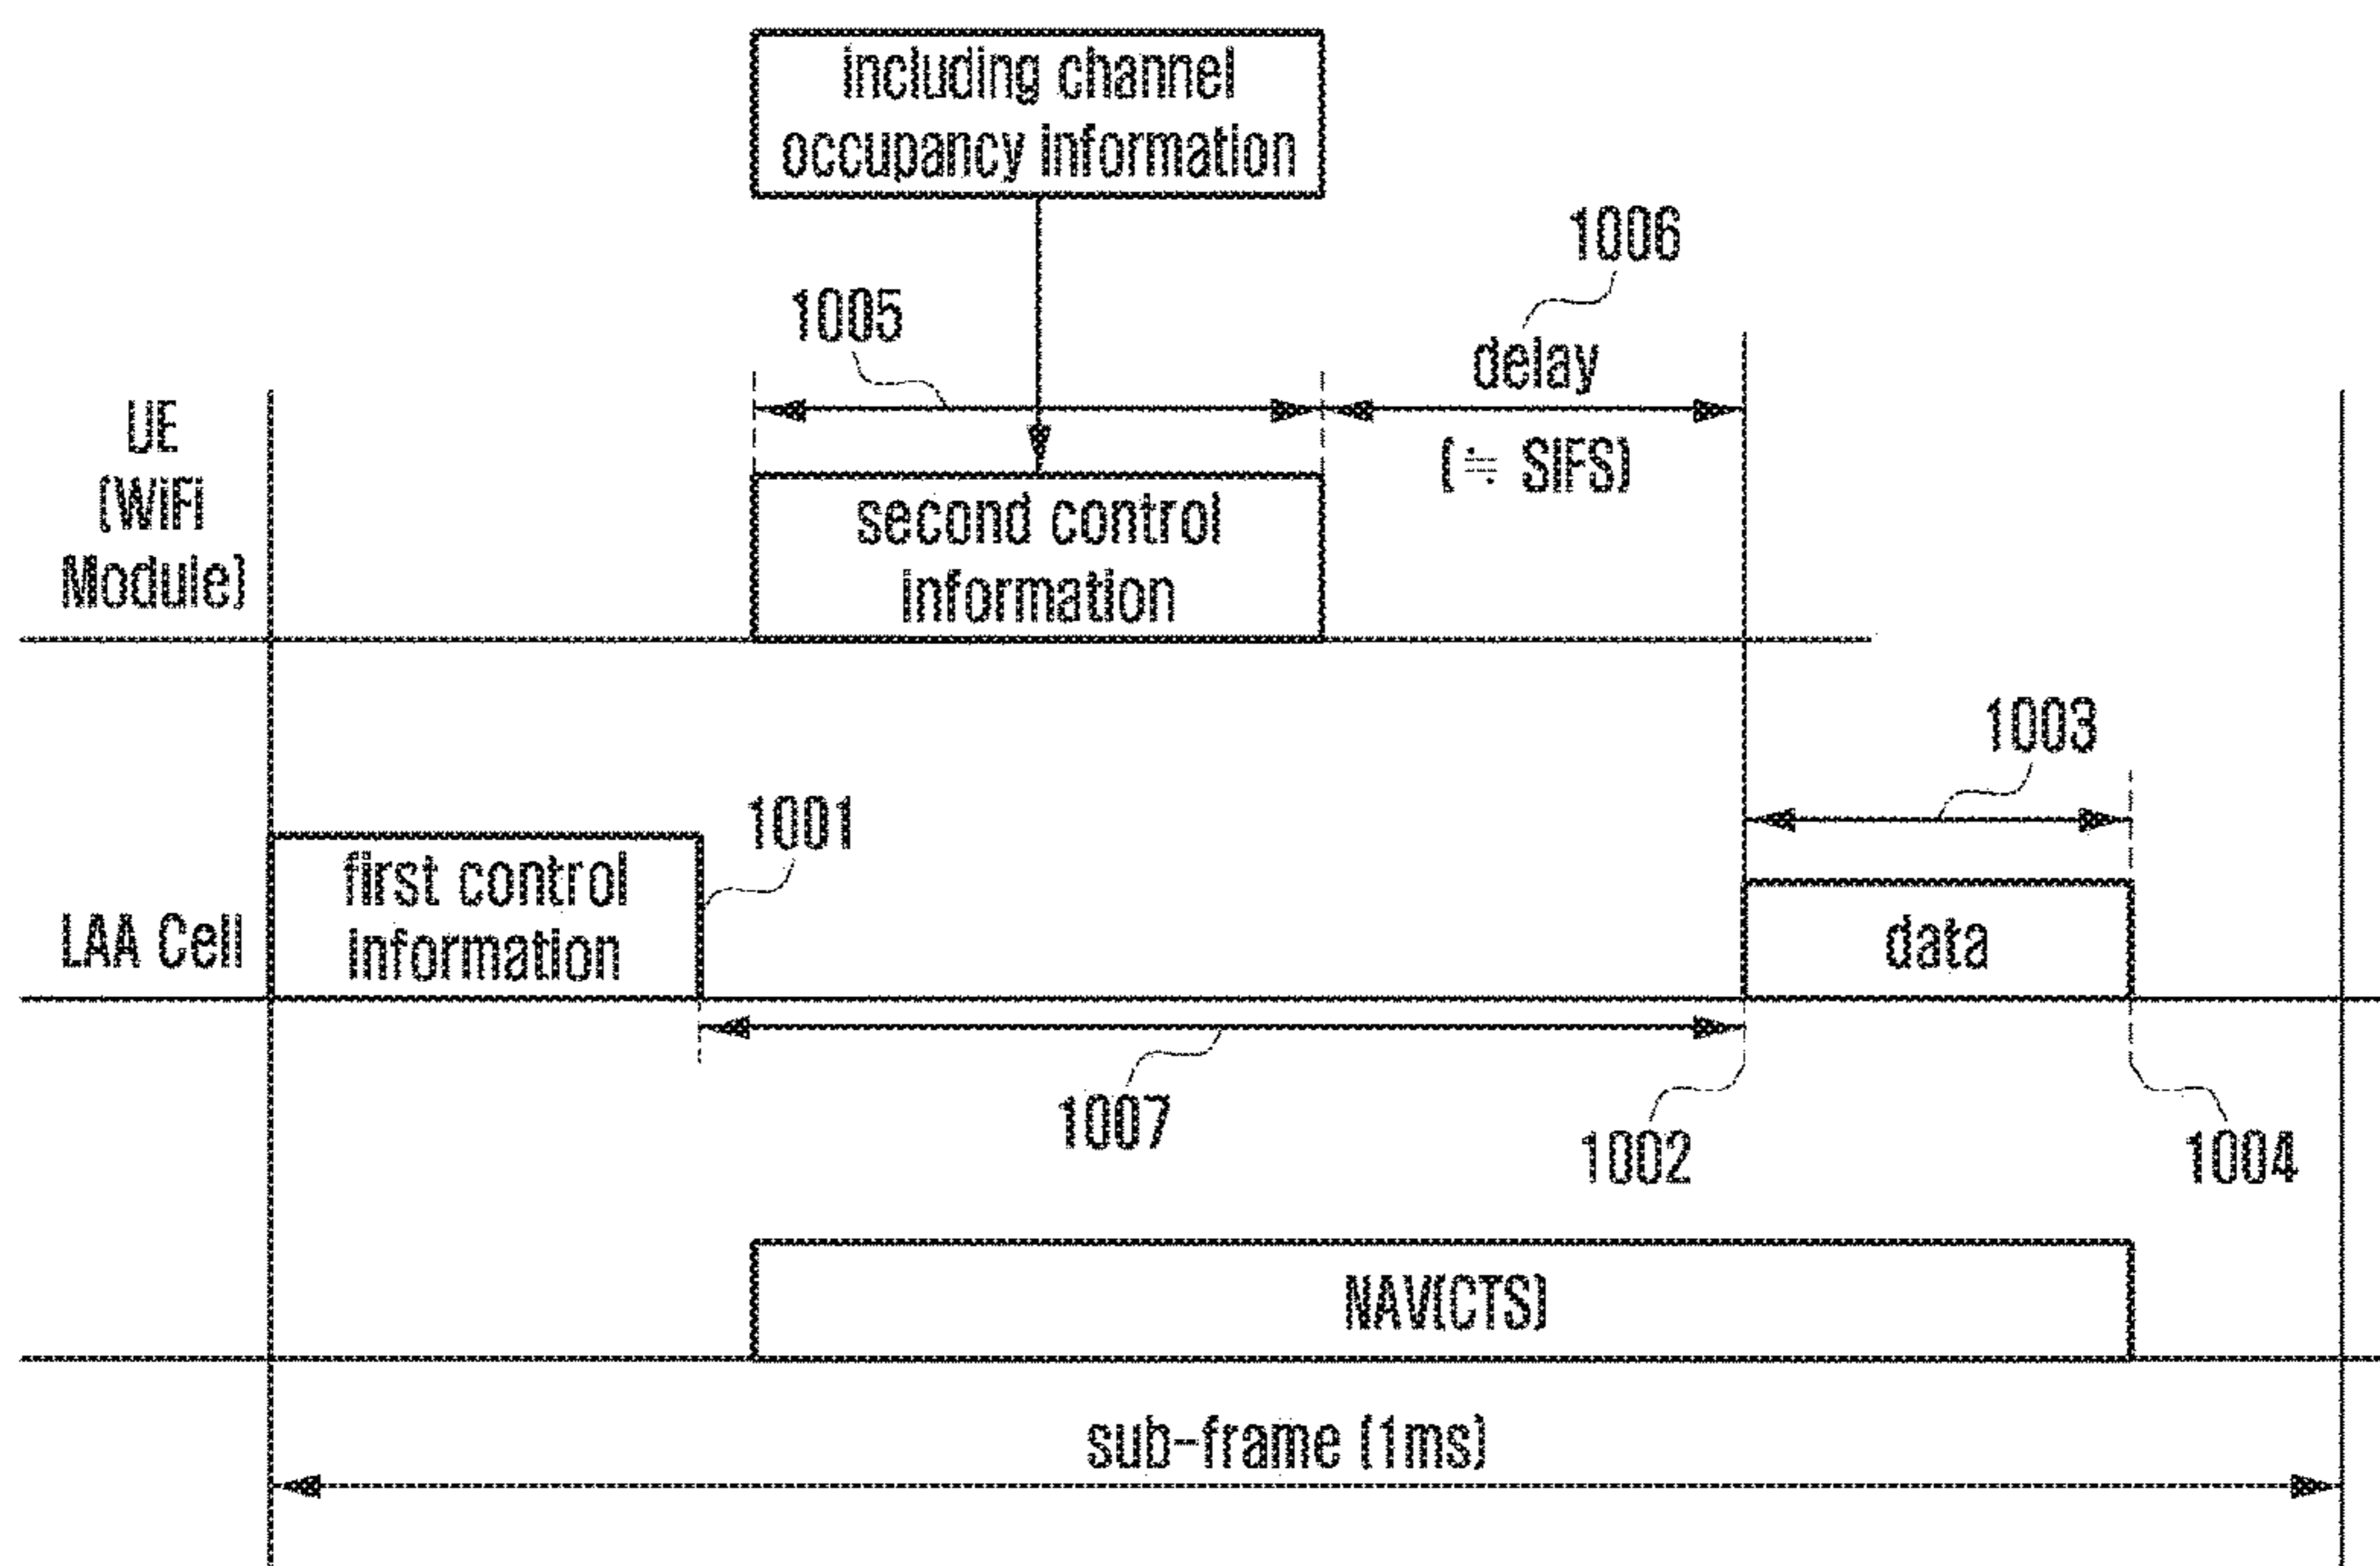 including channel
occupancy information
1006
1005
delay
(≒ SIFS)
UE
(WiFi
Module)
second control
information
1003
1001
first control
information
LAA Cell
data
1007
1002
1004
NAV(CTS)
sub-frame (1ms)